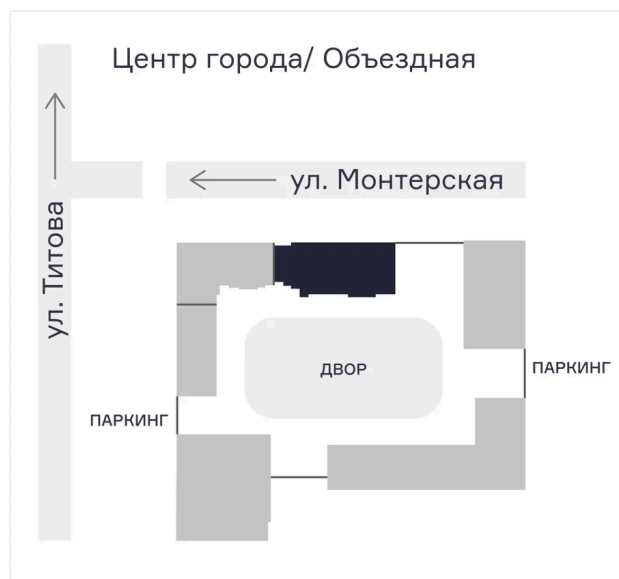 Центр города/ Объездная
ул. Монтерская
ул. Титова
ДВОР
ПАРКИНГ
ПАРКИНГ